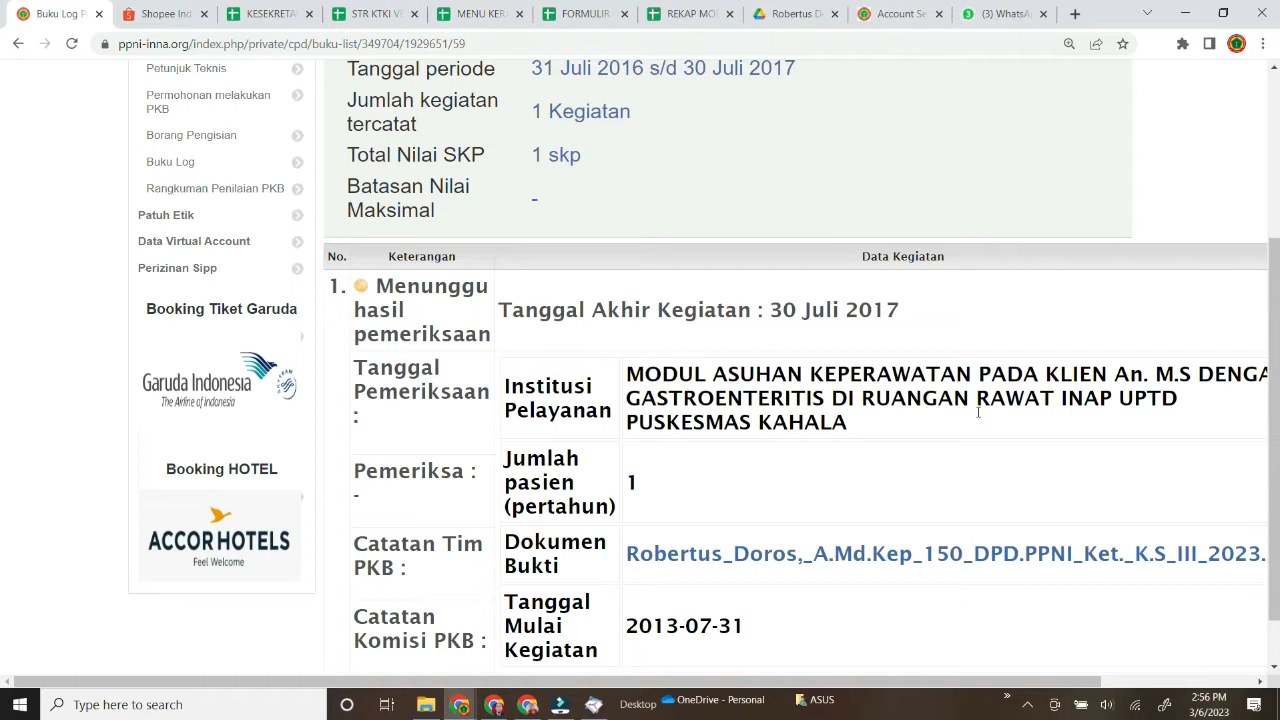 Buku Log P
Shopee Ind
KESEKRETA
STR KTKI V
MENU KER
FORMULIR
REKAP MO
Robertus D
Account Se
(3) WhatsA
ppni-inna.org/index.php/private/cpd/buku-list/349704/1929651/59
Petunjuk Teknis
Permohonan melakukan
PKB
Borang Pengisian
Buku Log
Rangkuman Penilaian PKB
Patuh Etik
Data Virtual Account
Perizinan Sipp
Booking Tiket Garuda
Garuda Indonesia
The Airline of Indonesia
Booking HOTEL
ACCOR HOTELS
Feel Welcome
Tanggal periode 31 Juli 2016 s/d 30 Juli 2017
Jumlah kegiatan
tercatat
1 Kegiatan
Total Nilai SKP 1 skp
Batasan Nilai
Maksimal
-
No. Keterangan Data Kegiatan
1. Menunggu
hasil
pemeriksaan
Tanggal Akhir Kegiatan : 30 Juli 2017
Tanggal
Pemeriksaan
:
Institusi
Pelayanan
MODUL ASUHAN KEPERAWATAN PADA KLIEN An. M.S DENGA
GASTROENTERITIS DI RUANGAN RAWAT INAP UPTD
PUSKESMAS KAHALA
Pemeriksa :
-
Jumlah
pasien
(pertahun)
1
Catatan Tim
PKB :
Dokumen
Bukti
Robertus_Doros,_A.Md.Kep_150_DPD.PPNI_Ket._K.S_III_2023.
Catatan
Komisi PKB :
Tanggal
Mulai
Kegiatan
2013-07-31
Type here to search
Desktop
OneDrive - Personal
ASUS
2:56 PM
3/6/2023